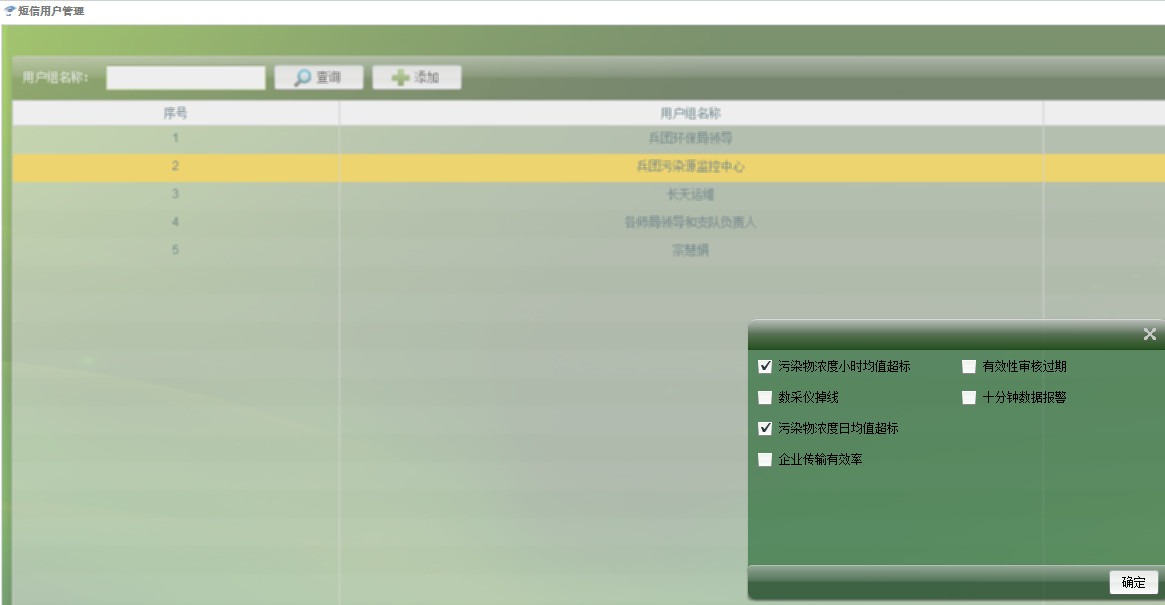 短信用户管理
用户组名称： 查询 添加
序号 用户组名称
1 兵团环保局领导
2 兵团污染源监控中心
3 长天运维
4 各师局领导和支队负责人
5 宗慧娟
污染物浓度小时均值超标 有效性审核过期
数采仪掉线 十分钟数据报警
污染物浓度日均值超标
企业传输有效率
确定